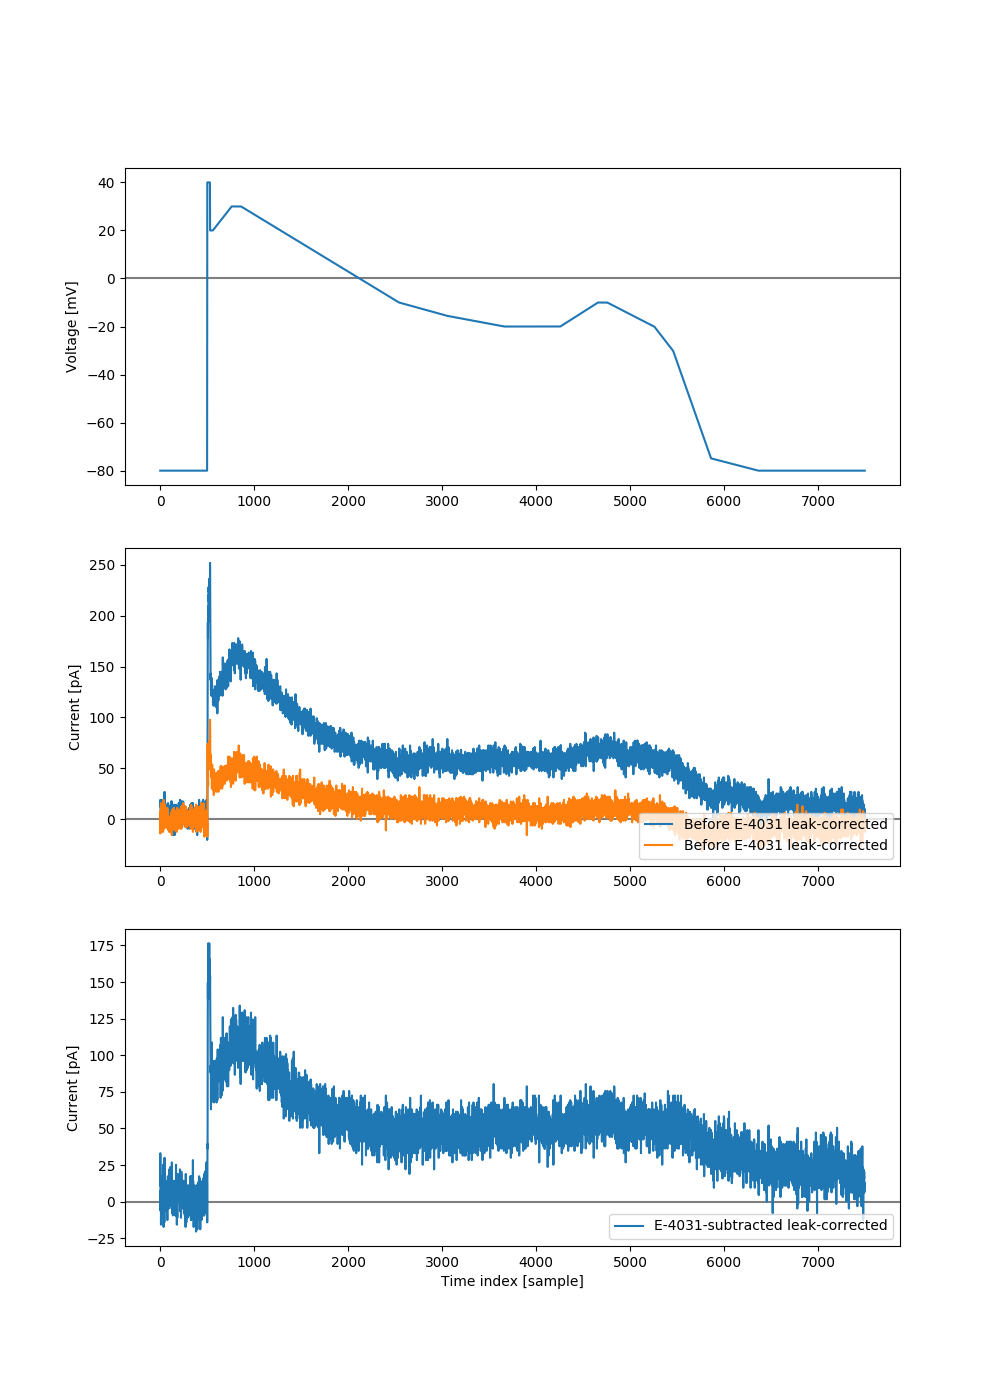 40
20
0
−20
−40
−60
−80
Voltage [mV]
0 1000 2000 3000 4000 5000 6000 7000
250
200
150
100
50
0
Current [pA]
Before E-4031 leak-corrected
Before E-4031 leak-corrected
0 1000 2000 3000 4000 5000 6000 7000
175
150
125
100
75
50
25
0
−25
Current [pA]
E-4031-subtracted leak-corrected
0 1000 2000 3000 4000 5000 6000 7000
Time index [sample]